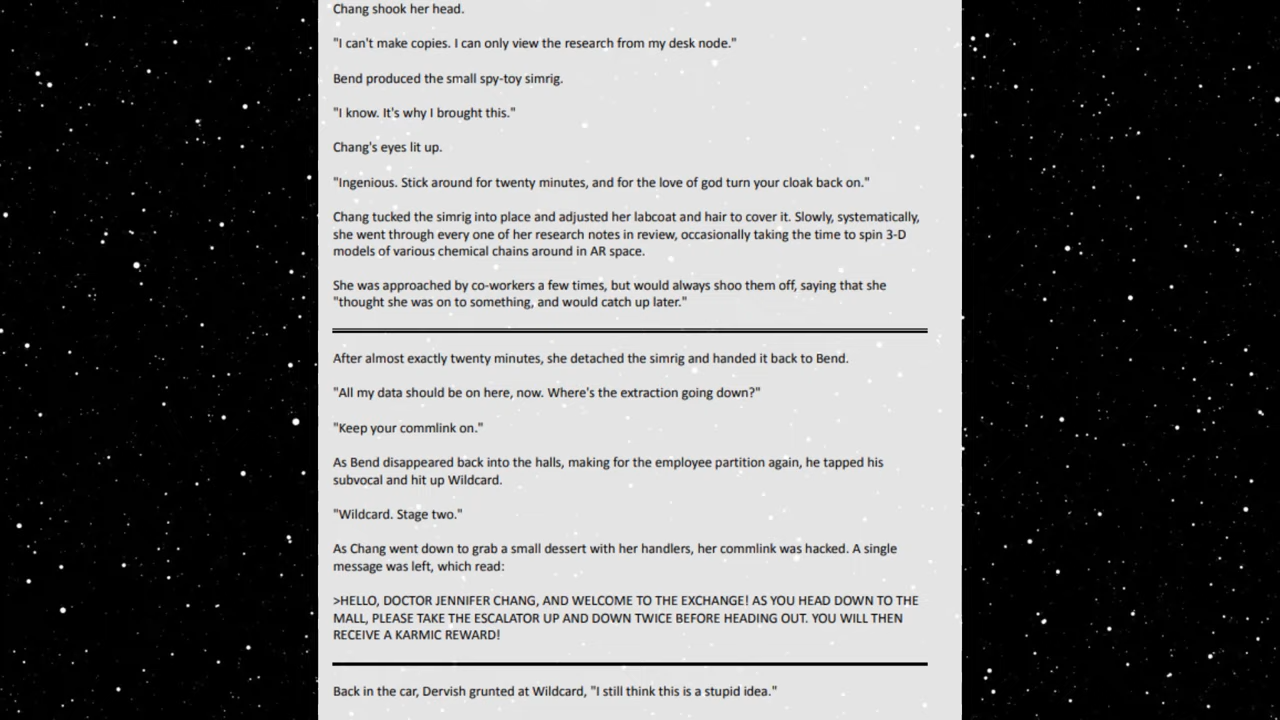 Chang shook her head.
"I can't make copies. I can only view the research from my desk node."
Bend produced the small spy-toy simrig.
"I know. It's why I brought this."
Chang's eyes lit up.
"Ingenious. Stick around for twenty minutes, and for the love of god turn your cloak back on."
Chang tucked the simrig into place and adjusted her labcoat and hair to cover it. Slowly, systematically,
she went through every one of her research notes in review, occasionally taking the time to spin 3-D
models of various chemical chains around in AR space.
She was approached by co-workers a few times, but would always shoo them off, saying that she
"thought she was on to something, and would catch up later."
After almost exactly twenty minutes, she detached the simrig and handed it back to Bend.
"All my data should be on here, now. Where's the extraction going down?"
"Keep your commlink on."
As Bend disappeared back into the halls, making for the employee partition again, he tapped his
subvocal and hit up Wildcard.
"Wildcard. Stage two."
As Chang went down to grab a small dessert with her handlers, her commlink was hacked. A single
message was left, which read:
>HELLO, DOCTOR JENNIFER CHANG, AND WELCOME TO THE EXCHANGE! AS YOU HEAD DOWN TO THE
MALL, PLEASE TAKE THE ESCALATOR UP AND DOWN TWICE BEFORE HEADING OUT. YOU WILL THEN
RECEIVE A KARMIC REWARD!
Back in the car, Dervish grunted at Wildcard, "I still think this is a stupid idea."